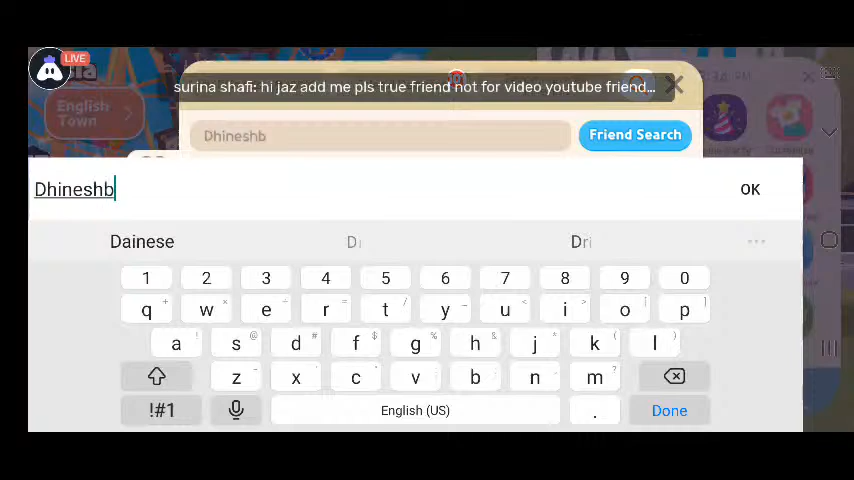 LIVE
surina shafi: hi jaz add me pls true friend not for video youtube friend...
English
Town
Dhineshb
Friend Search
Dhineshb
OK
Dainese
Dri
...
1 2 3 4 5 6 7 8 9 0
q w e r t y u i o p
a s d f g h j k l
z x c v b n m
!#1
English (US)
.
Done